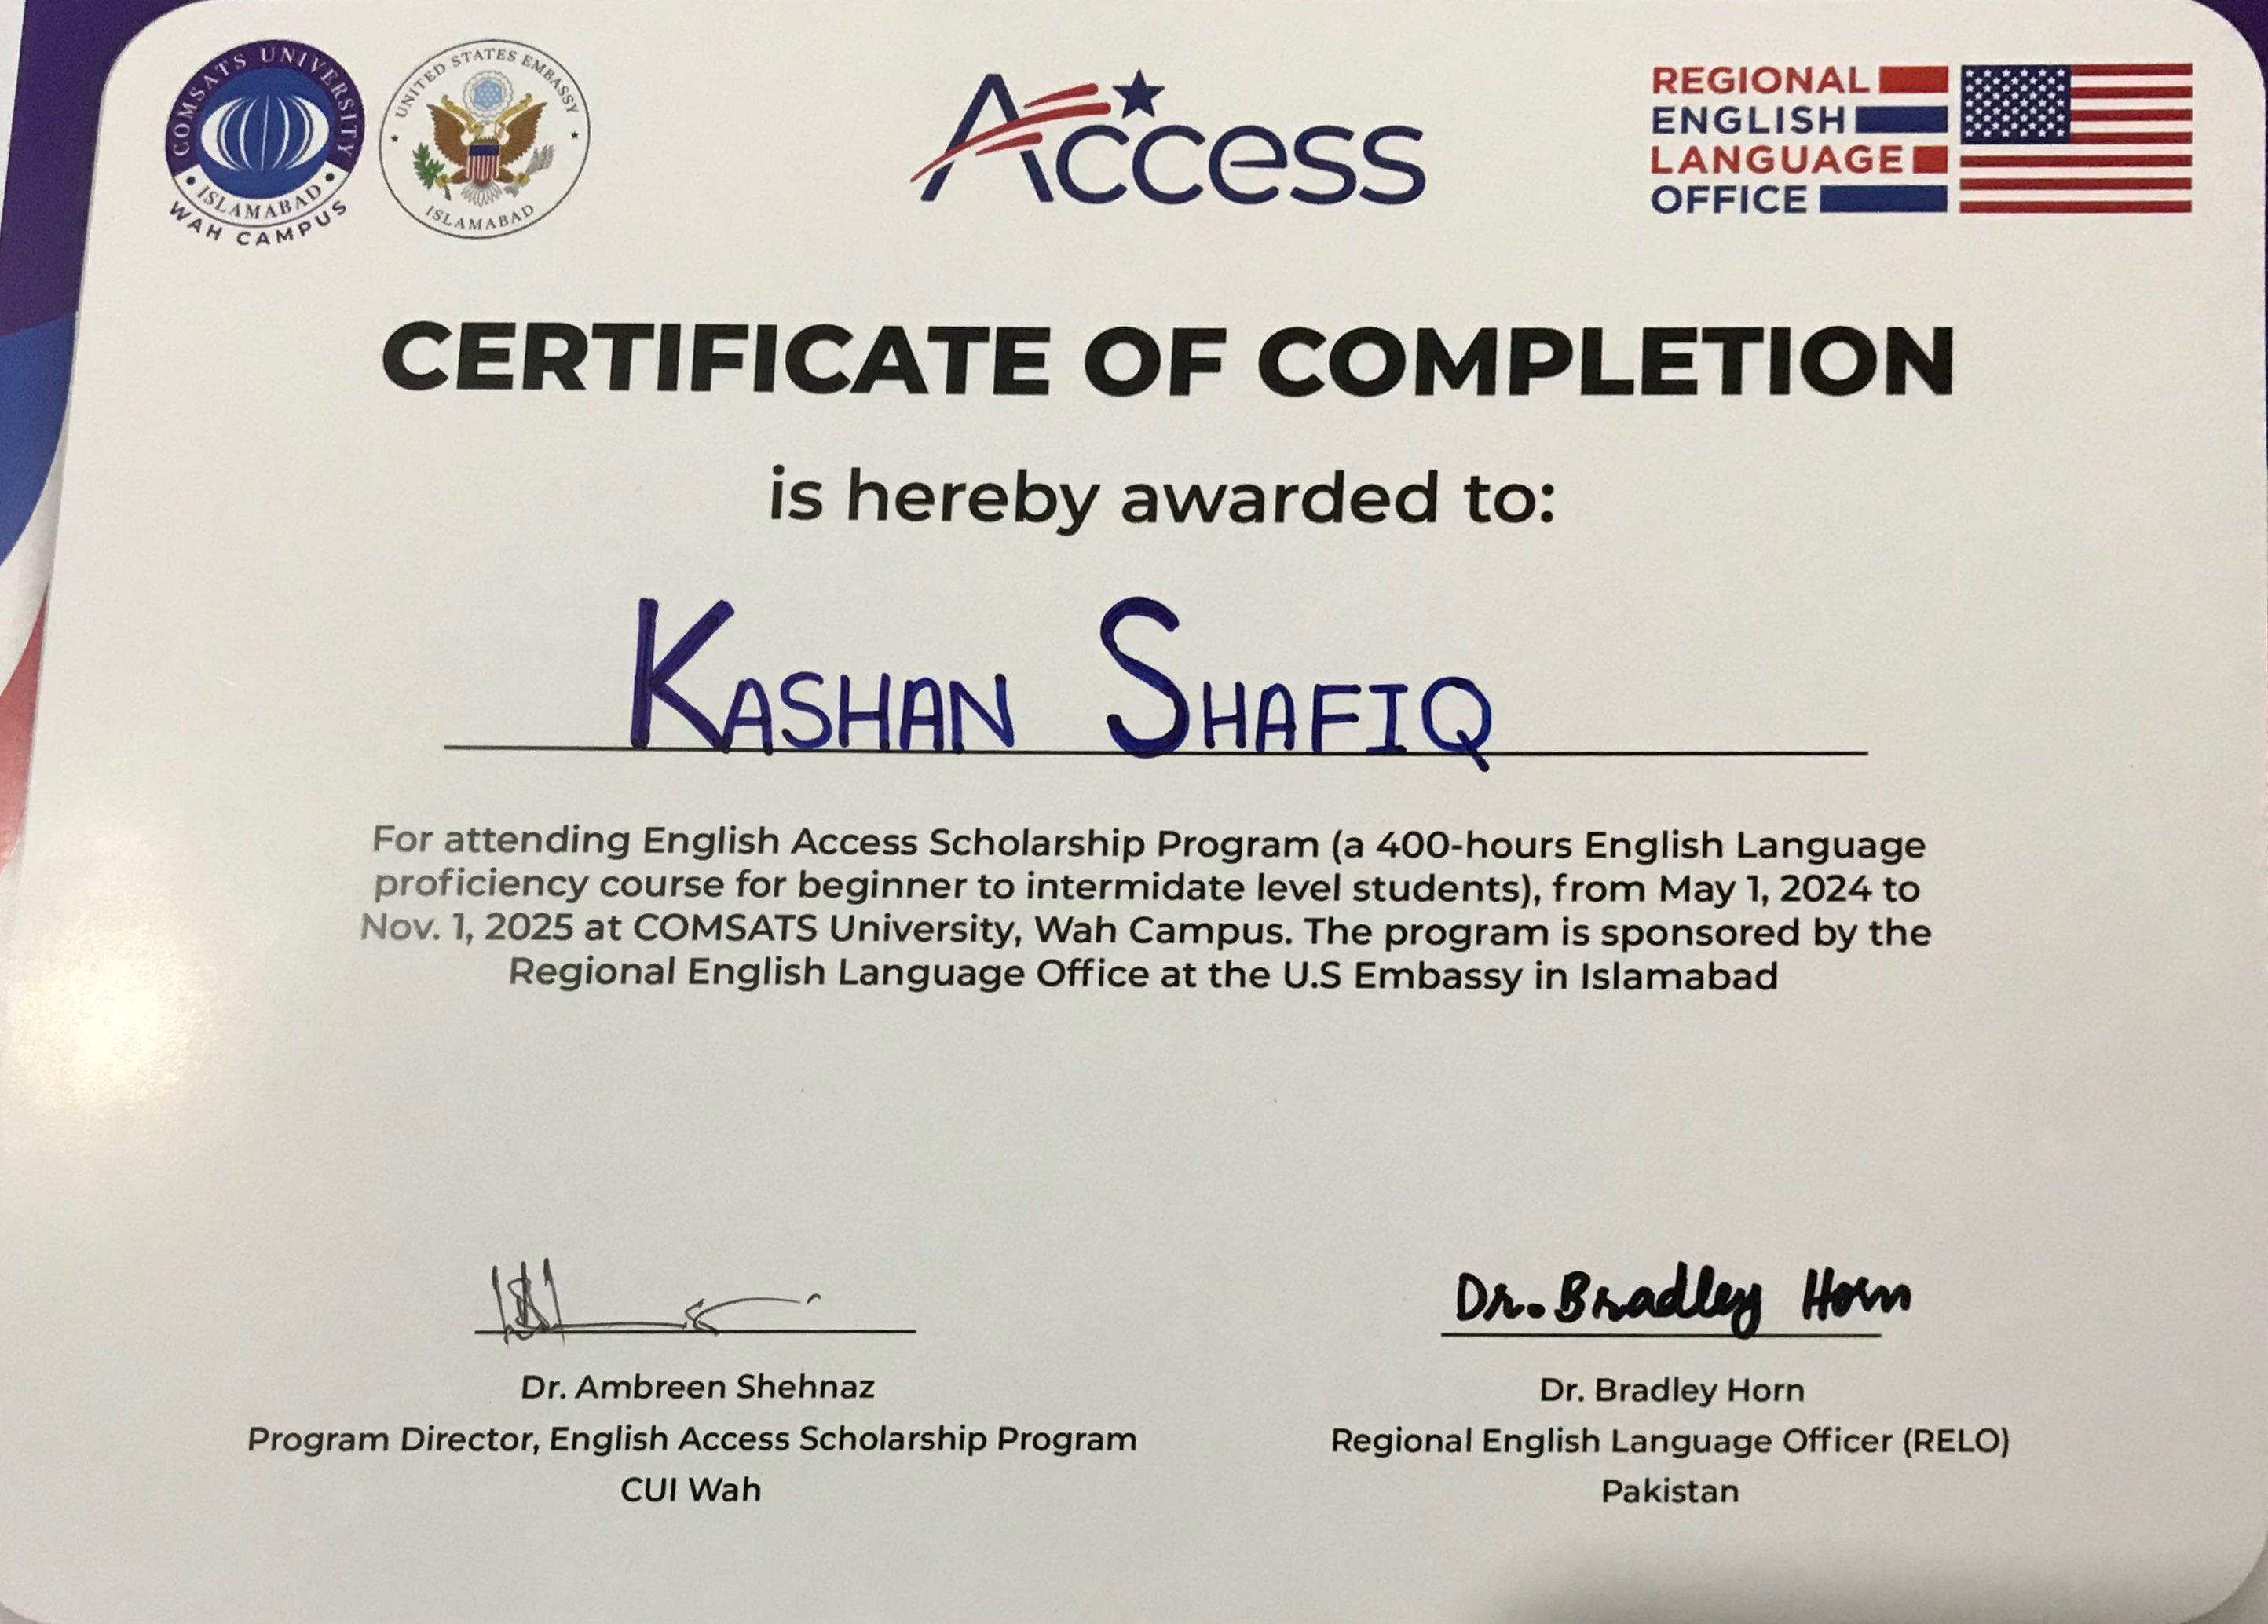 COMSATS UNIVERSITY
• ISLAMABAD •
WAH CAMPUS
UNITED STATES EMBASSY
ISLAMABAD
Access
REGIONAL
ENGLISH
LANGUAGE
OFFICE
CERTIFICATE OF COMPLETION
is hereby awarded to:
KASHAN SHAFIQ
For attending English Access Scholarship Program (a 400-hours English Language
proficiency course for beginner to intermidate level students), from May 1, 2024 to
Nov. 1, 2025 at COMSATS University, Wah Campus. The program is sponsored by the
Regional English Language Office at the U.S Embassy in Islamabad
Dr. Bradley Horn
Dr. Ambreen Shehnaz
Program Director, English Access Scholarship Program
CUI Wah
Dr. Bradley Horn
Regional English Language Officer (RELO)
Pakistan